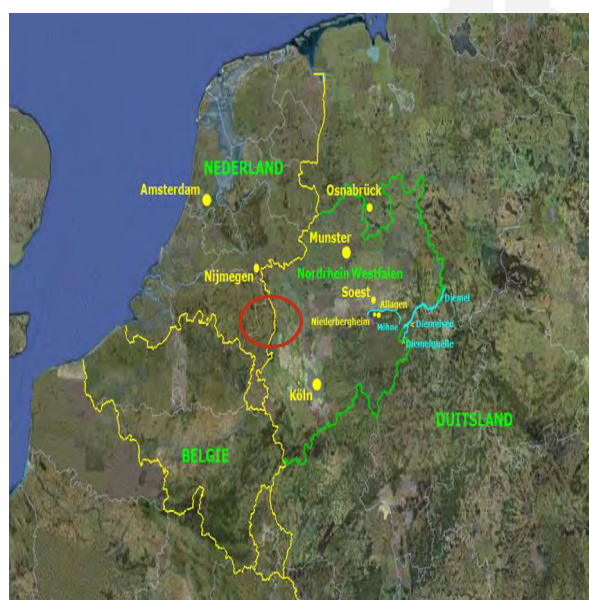 NEDERLAND
Amsterdam
Osnabrück
Munster
Nijmegen
Nordrhein Westfalen
Soest
Allagen
Diemel
Niederbergheim
Möhne
Diemelsee
Diemelquelle
Köln
DUITSLAND
BELGIE